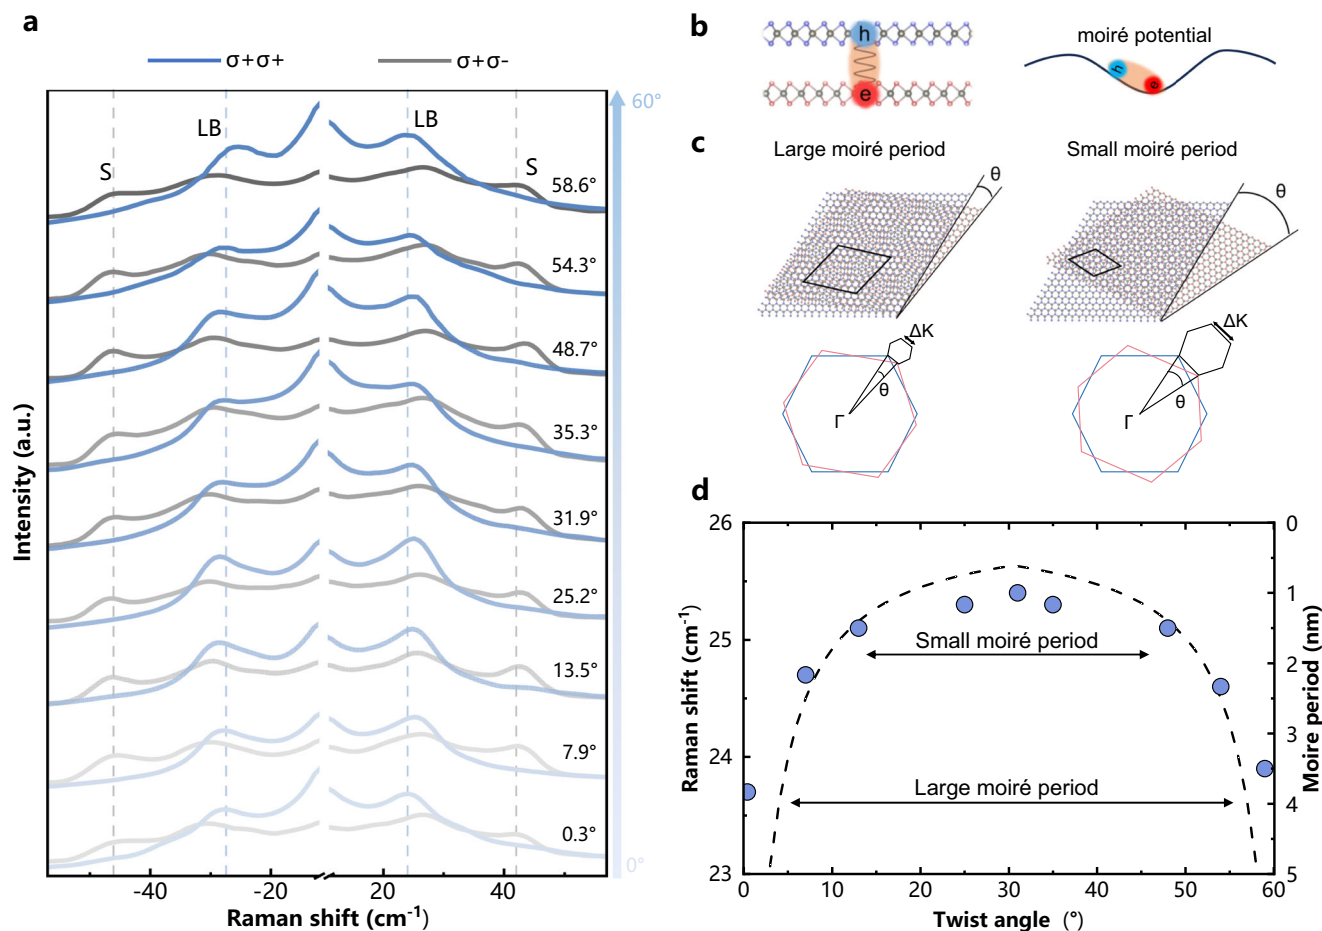 a
σ+σ+
σ+σ-
60°
S
LB
LB
S
58.6°
54.3°
48.7°
35.3°
31.9°
25.2°
13.5°
7.9°
0.3°
0°
Intensity (a.u.)
-40
-20
20
40
Raman shift (cm⁻¹)
b
h
e
moiré potential
h
e
c
Large moiré period
Small moiré period
θ
θ
ΔK
ΔK
θ
θ
Γ
Γ
d
26
25
24
23
Raman shift (cm⁻¹)
0
1
2
3
4
5
Moire period (nm)
Small moiré period
Large moiré period
0
10
20
30
40
50
60
Twist angle (°)